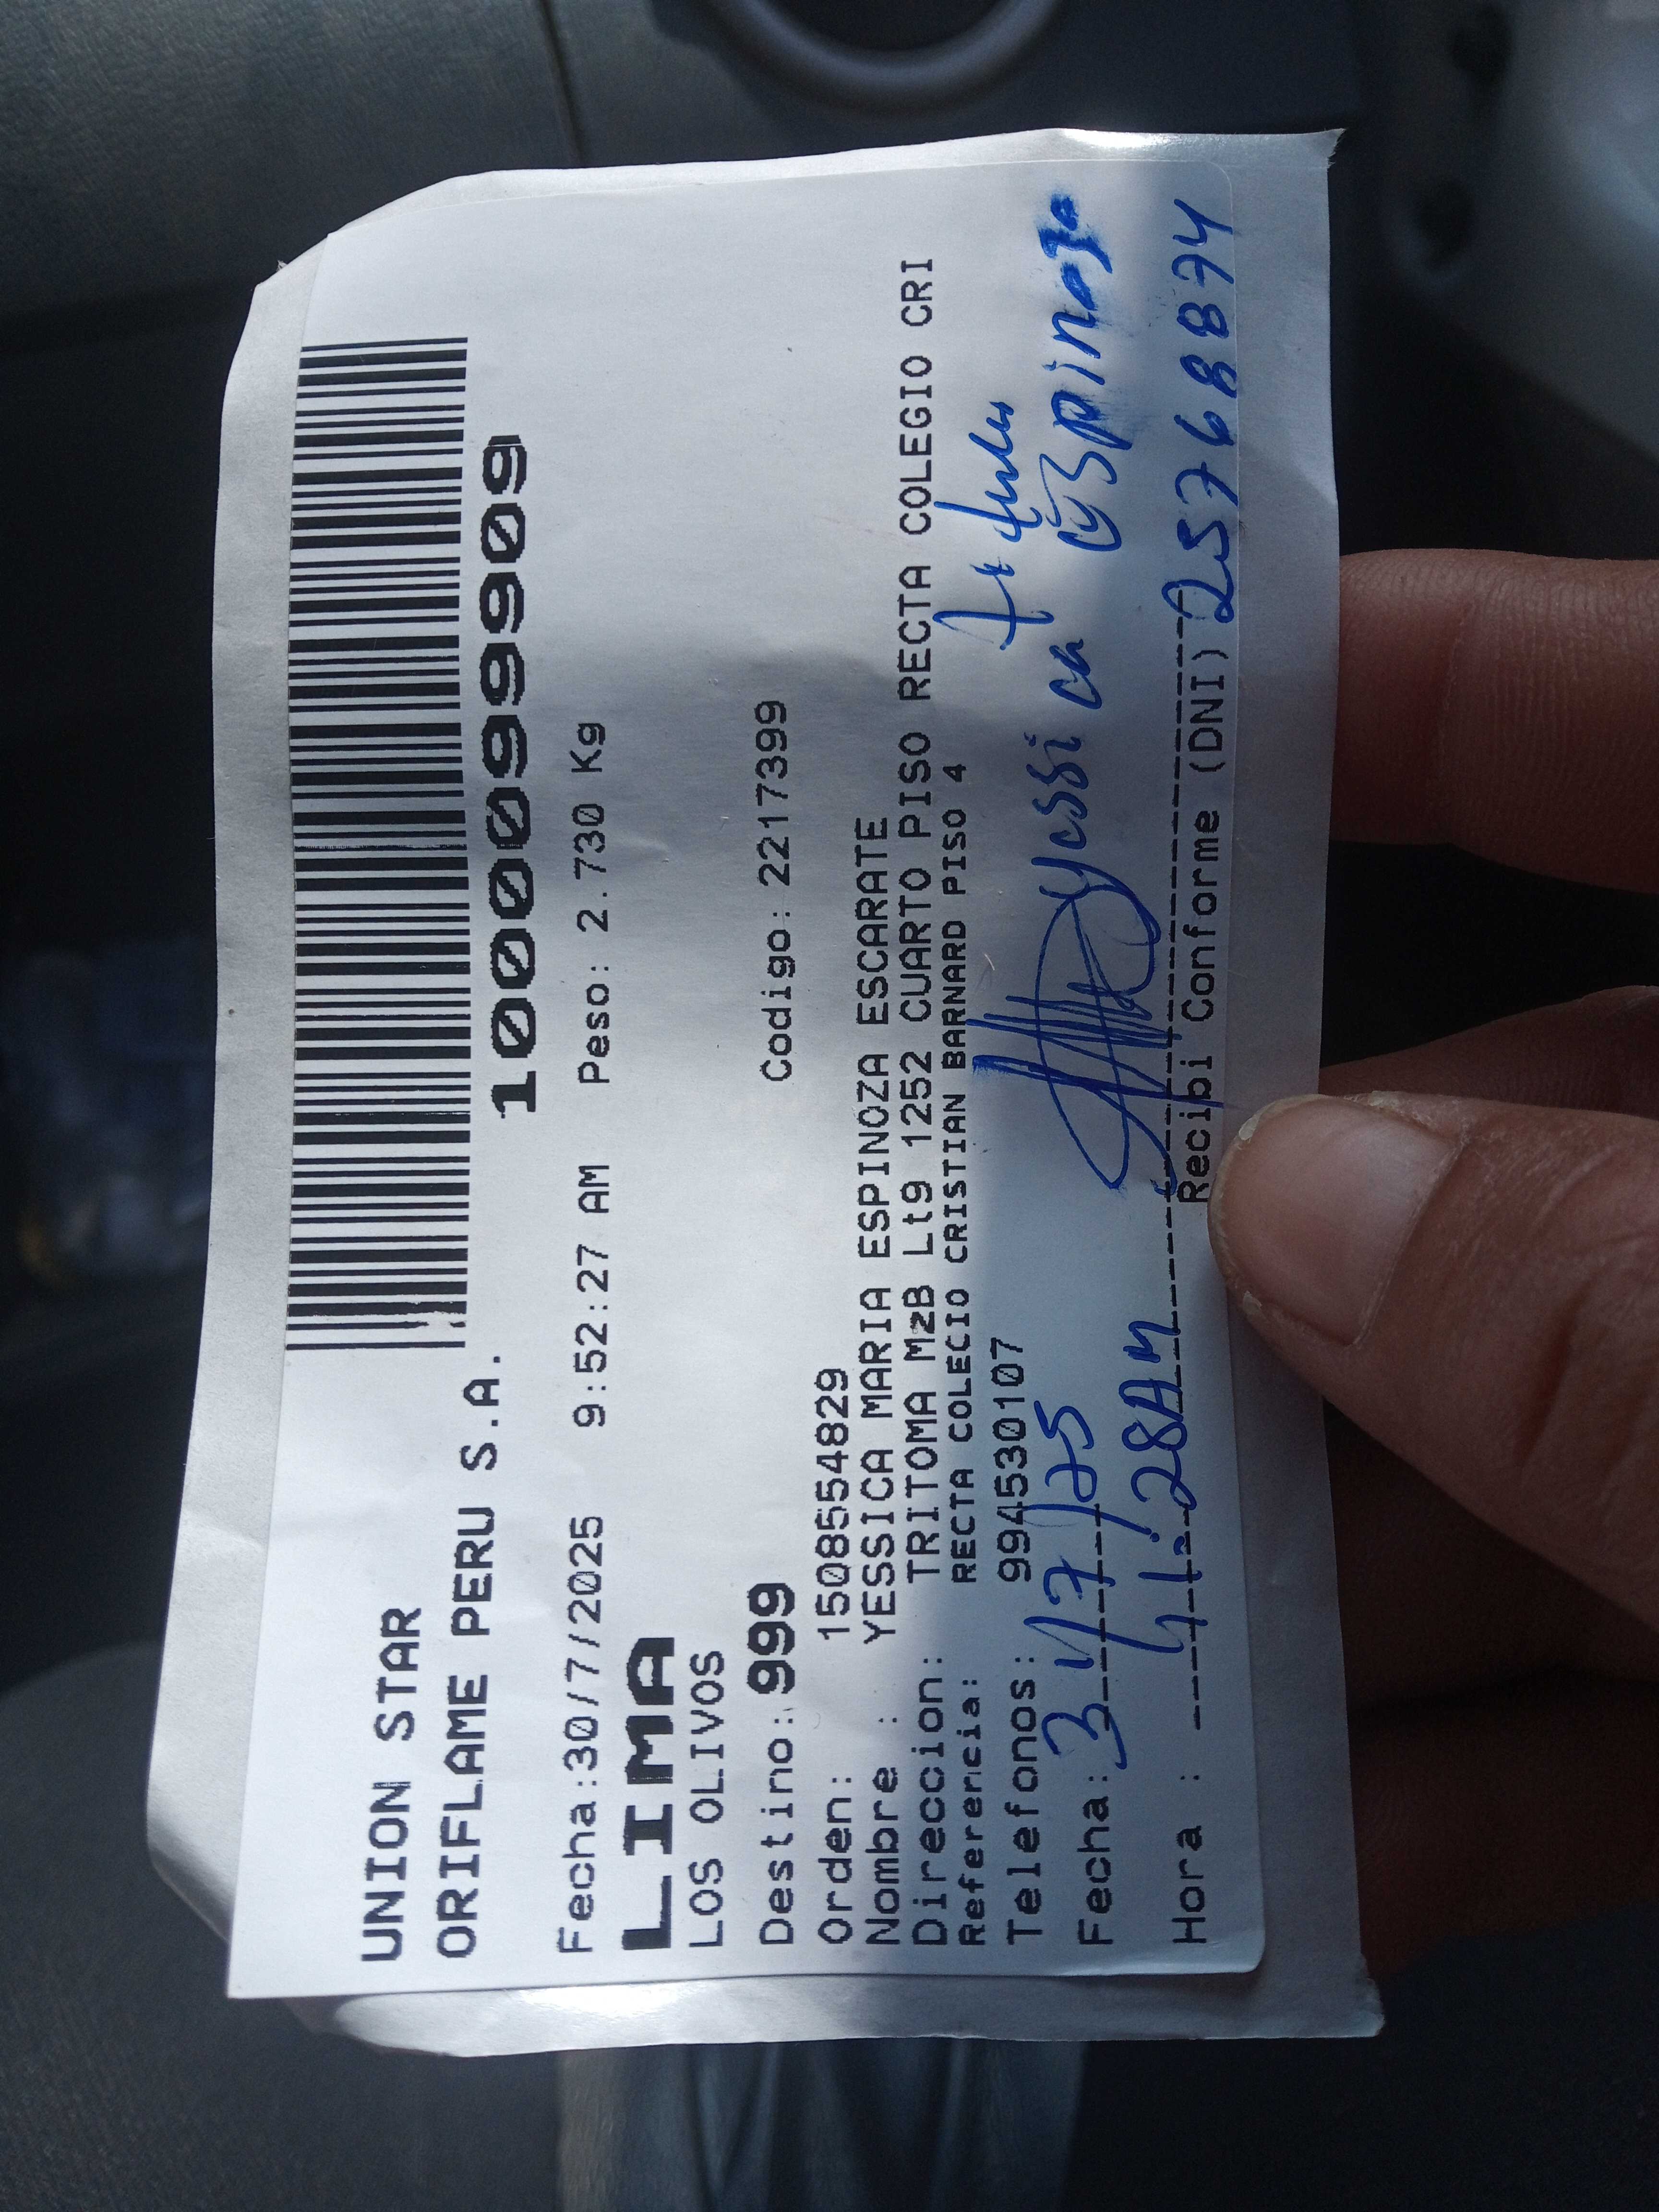 UNION STAR
ORIFLAME PERU S.A.
10009999909
Fecha:30/7/2025 9:52:27 AM Peso: 2.730 Kg
LIMA
LOS OLIVOS
Destino: 999 Codigo: 2217399
Orden: 1508554829
Nombre : YESSICA MARIA ESPINOZA ESCARATE
Direccion: TRITOMA MzB Lt9 1252 CUARTO PISO RECTA COLEGIO CRI
Referencia: RECTA COLECIO CRISTIAN BARNARD PISO 4
Telefonos: 994530107
Fecha: 31/7/25 yessica Espinoza
Hora : 11:28AM
Recibi Conforme (DNI) 25768874